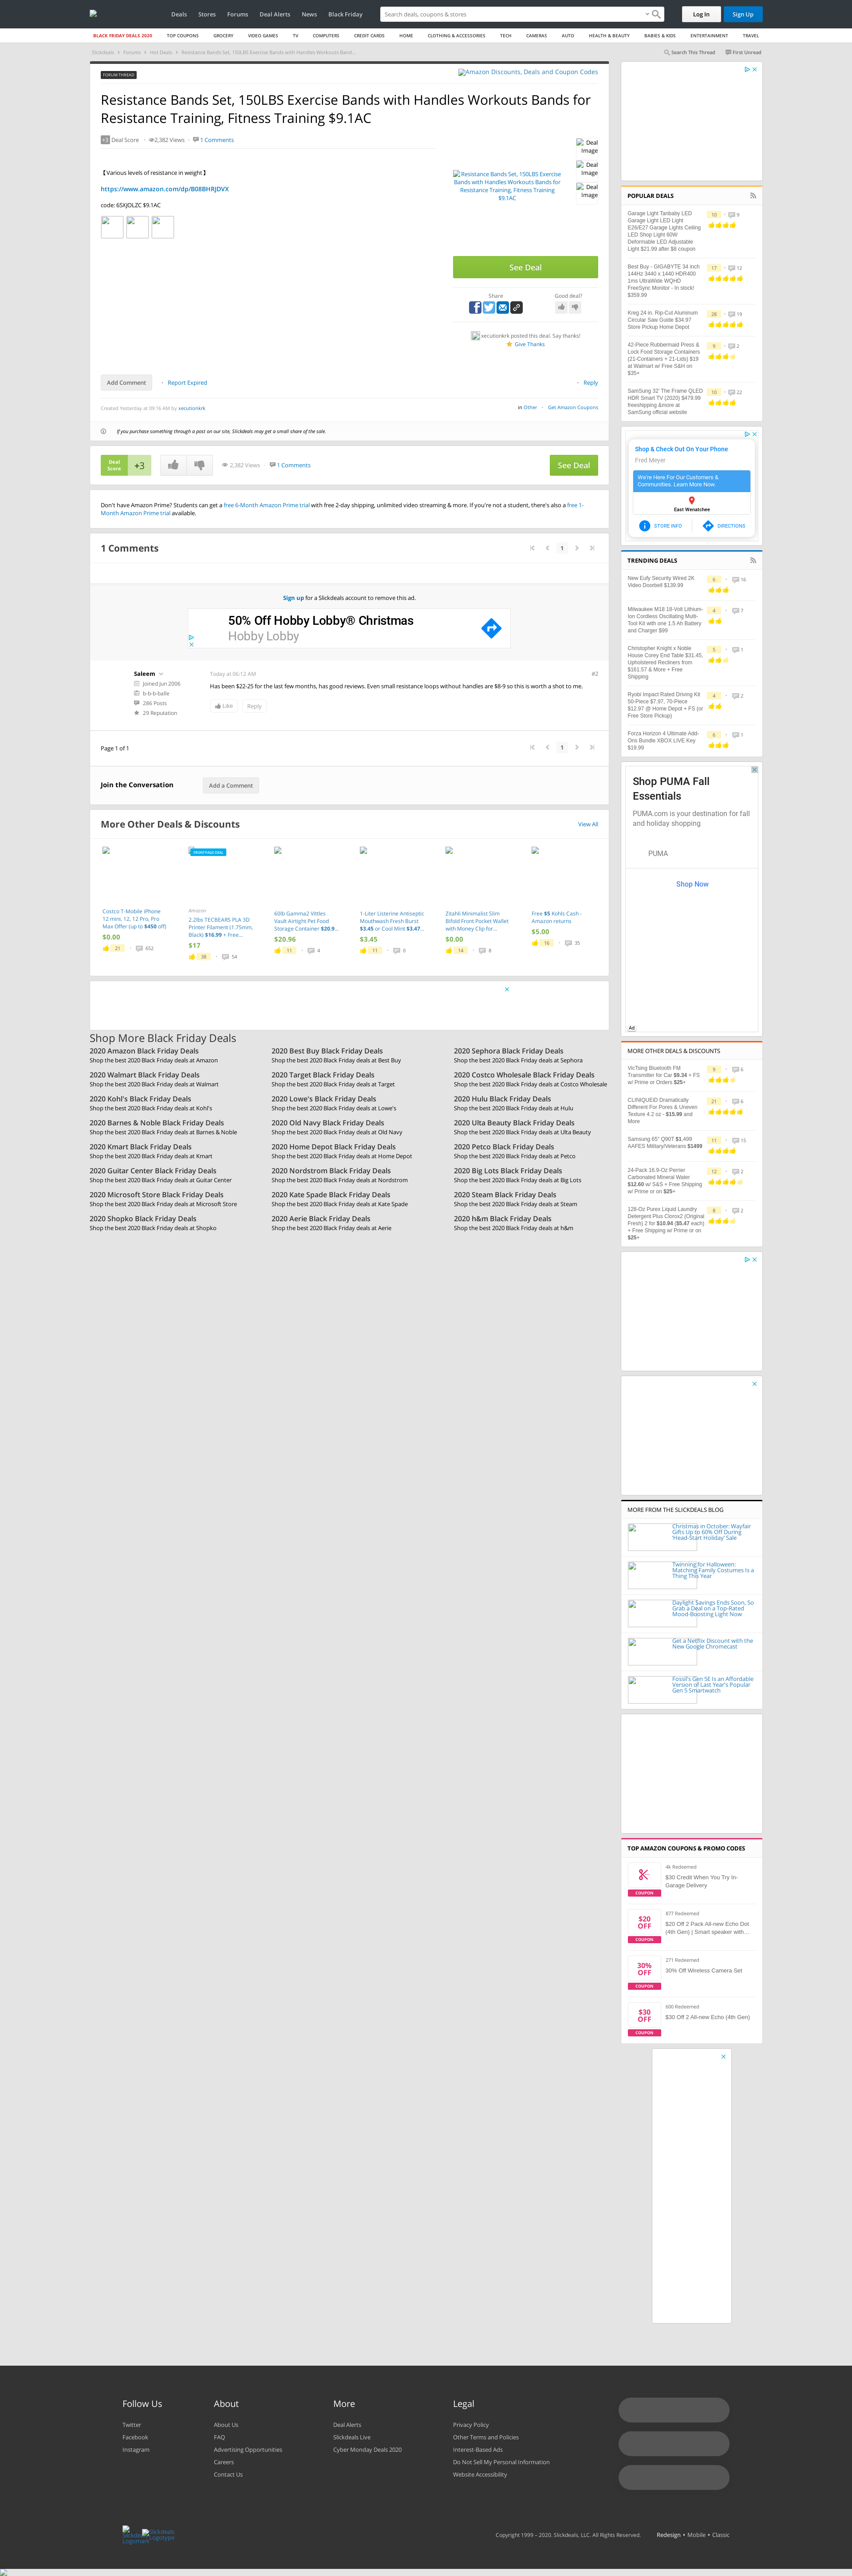 Deals Stores Forums Deal Alerts News Black Friday
Search deals, coupons & stores
Log In
Sign Up
BLACK FRIDAY DEALS 2020 TOP COUPONS GROCERY VIDEO GAMES TV COMPUTERS CREDIT CARDS HOME CLOTHING & ACCESSORIES TECH CAMERAS AUTO HEALTH & BEAUTY BABIES & KIDS ENTERTAINMENT TRAVEL
Slickdeals Forums Hot Deals Resistance Bands Set, 150LBS Exercise Bands with Handles Workouts Band...
Search This Thread First Unread
FORUM THREAD
Amazon Discounts, Deals and Coupon Codes
Resistance Bands Set, 150LBS Exercise Bands with Handles Workouts Bands for
Resistance Training, Fitness Training $9.1AC
+3 Deal Score 2,382 Views 1 Comments
【Various levels of resistance in weight】
https://www.amazon.com/dp/B08BHRJDVX
code: 6SXJOLZC $9.1AC
Resistance Bands Set, 150LBS Exercise
Bands with Handles Workouts Bands for
Resistance Training, Fitness Training
$9.1AC
Deal
Image
Deal
Image
Deal
Image
See Deal
Share
Good deal?
xecutionkrk posted this deal. Say thanks!
Give Thanks
Add Comment
Report Expired
Reply
Created Yesterday at 09:16 AM by xecutionkrk
in Other
Get Amazon Coupons
If you purchase something through a post on our site, Slickdeals may get a small share of the sale.
Deal
Score
+3
2,382 Views
1 Comments
See Deal
Don't have Amazon Prime? Students can get a free 6-Month Amazon Prime trial with free 2-day shipping, unlimited video streaming & more. If you're not a student, there's also a free 1-
Month Amazon Prime trial available.
1 Comments
1
Sign up for a Slickdeals account to remove this ad.
50% Off Hobby Lobby® Christmas
Hobby Lobby
Saleem
Joined Jun 2006
b-b-b-balle
286 Posts
29 Reputation
Today at 06:12 AM
#2
Has been $22-25 for the last few months, has good reviews. Even small resistance loops without handles are $8-9 so this is worth a shot to me.
Like
Reply
Page 1 of 1
1
Join the Conversation
Add a Comment
More Other Deals & Discounts
View All
Costco T-Mobile iPhone
12 mini, 12, 12 Pro, Pro
Max Offer (up to $450 off)
$0.00
21 652
FRONTPAGE DEAL
Amazon
2.2lbs TECBEARS PLA 3D
Printer Filament (1.75mm,
Black) $16.99 + Free...
$17
38 54
60lb Gamma2 Vittles
Vault Airtight Pet Food
Storage Container $20.9...
$20.96
11 4
1-Liter Listerine Antiseptic
Mouthwash Fresh Burst
$3.45 or Cool Mint $3.47...
$3.45
11 0
Zitahli Minimalist Slim
Bifold Front Pocket Wallet
with Money Clip for...
$0.00
14 8
Free $5 Kohls Cash -
Amazon returns
$5.00
16 35
Shop More Black Friday Deals
2020 Amazon Black Friday Deals
Shop the best 2020 Black Friday deals at Amazon
2020 Best Buy Black Friday Deals
Shop the best 2020 Black Friday deals at Best Buy
2020 Sephora Black Friday Deals
Shop the best 2020 Black Friday deals at Sephora
2020 Walmart Black Friday Deals
Shop the best 2020 Black Friday deals at Walmart
2020 Target Black Friday Deals
Shop the best 2020 Black Friday deals at Target
2020 Costco Wholesale Black Friday Deals
Shop the best 2020 Black Friday deals at Costco Wholesale
2020 Kohl's Black Friday Deals
Shop the best 2020 Black Friday deals at Kohl's
2020 Lowe's Black Friday Deals
Shop the best 2020 Black Friday deals at Lowe's
2020 Hulu Black Friday Deals
Shop the best 2020 Black Friday deals at Hulu
2020 Barnes & Noble Black Friday Deals
Shop the best 2020 Black Friday deals at Barnes & Noble
2020 Old Navy Black Friday Deals
Shop the best 2020 Black Friday deals at Old Navy
2020 Ulta Beauty Black Friday Deals
Shop the best 2020 Black Friday deals at Ulta Beauty
2020 Kmart Black Friday Deals
Shop the best 2020 Black Friday deals at Kmart
2020 Home Depot Black Friday Deals
Shop the best 2020 Black Friday deals at Home Depot
2020 Petco Black Friday Deals
Shop the best 2020 Black Friday deals at Petco
2020 Guitar Center Black Friday Deals
Shop the best 2020 Black Friday deals at Guitar Center
2020 Nordstrom Black Friday Deals
Shop the best 2020 Black Friday deals at Nordstrom
2020 Big Lots Black Friday Deals
Shop the best 2020 Black Friday deals at Big Lots
2020 Microsoft Store Black Friday Deals
Shop the best 2020 Black Friday deals at Microsoft Store
2020 Kate Spade Black Friday Deals
Shop the best 2020 Black Friday deals at Kate Spade
2020 Steam Black Friday Deals
Shop the best 2020 Black Friday deals at Steam
2020 Shopko Black Friday Deals
Shop the best 2020 Black Friday deals at Shopko
2020 Aerie Black Friday Deals
Shop the best 2020 Black Friday deals at Aerie
2020 h&m Black Friday Deals
Shop the best 2020 Black Friday deals at h&m
POPULAR DEALS
Garage Light Tanbaby LED
Garage Light LED Light
E26/E27 Garage Lights Ceiling
LED Shop Light 60W
Deformable LED Adjustable
Light $21.99 after $8 coupon
10 9
Best Buy - GIGABYTE 34 inch
144Hz 3440 x 1440 HDR400
1ms UltraWide WQHD
FreeSync Monitor - In stock!
$359.99
17 12
Kreg 24 in. Rip-Cut Aluminum
Circular Saw Guide $34.97
Store Pickup Home Depot
28 19
42-Piece Rubbermaid Press &
Lock Food Storage Containers
(21-Containers + 21-Lids) $19
at Walmart w/ Free S&H on
$35+
9 2
SamSung 32' The Frame QLED
HDR Smart TV (2020) $479.99
freeshipping &more at
SamSung official website
10 22
Shop & Check Out On Your Phone
Fred Meyer
We're Here For Our Customers &
Communities. Learn More Now.
East Wenatchee
STORE INFO
DIRECTIONS
TRENDING DEALS
New Eufy Security Wired 2K
Video Doorbell $139.99
6 16
Milwaukee M18 18-Volt Lithium-
Ion Cordless Oscillating Multi-
Tool Kit with one 1.5 Ah Battery
and Charger $99
4 7
Christopher Knight x Noble
House Corey End Table $31.45,
Upholstered Recliners from
$161.57 & More + Free
Shipping
5 1
Ryobi Impact Rated Driving Kit
50-Piece $7.97, 70-Piece
$12.97 @ Home Depot + FS (or
Free Store Pickup)
4 2
Forza Horizon 4 Ultimate Add-
Ons Bundle XBOX LIVE Key
$19.99
6 1
Shop PUMA Fall
Essentials
PUMA.com is your destination for fall
and holiday shopping
PUMA
Shop Now
Ad
MORE OTHER DEALS & DISCOUNTS
VicTsing Bluetooth FM
Transmitter for Car $9.34 + FS
w/ Prime or Orders $25+
9 6
CLINIQUEID Dramatically
Different For Pores & Uneven
Texture 4.2 oz - $15.99 and
More
21 6
Samsung 65" Q90T $1,499
AAFES Military/Veterans $1499
11 15
24-Pack 16.9-Oz Perrier
Carbonated Mineral Water
$12.60 w/ S&S + Free Shipping
w/ Prime or on $25+
12 2
128-Oz Purex Liquid Laundry
Detergent Plus Clorox2 (Original
Fresh) 2 for $10.94 ($5.47 each)
+ Free Shipping w/ Prime or on
$25+
8 2
MORE FROM THE SLICKDEALS BLOG
Christmas in October: Wayfair
Gifts Up to 60% Off During
'Head-Start Holiday' Sale
Twinning for Halloween:
Matching Family Costumes Is a
Thing This Year
Daylight Savings Ends Soon, So
Grab a Deal on a Top-Rated
Mood-Boosting Light Now
Get a Netflix Discount with the
New Google Chromecast
Fossil's Gen 5E Is an Affordable
Version of Last Year's Popular
Gen 5 Smartwatch
TOP AMAZON COUPONS & PROMO CODES
COUPON
4k Redeemed
$30 Credit When You Try In-
Garage Delivery
$20
OFF
COUPON
877 Redeemed
$20 Off 2 Pack All-new Echo Dot
(4th Gen) | Smart speaker with...
30%
OFF
COUPON
271 Redeemed
30% Off Wireless Camera Set
$30
OFF
COUPON
600 Redeemed
$30 Off 2 All-new Echo (4th Gen)
Follow Us
Twitter
Facebook
Instagram
About
About Us
FAQ
Advertising Opportunities
Careers
Contact Us
More
Deal Alerts
Slickdeals Live
Cyber Monday Deals 2020
Legal
Privacy Policy
Other Terms and Policies
Interest-Based Ads
Do Not Sell My Personal Information
Website Accessibility
Slickdeals
Logotype
Copyright 1999 – 2020. Slickdeals, LLC. All Rights Reserved.
Redesign • Mobile • Classic